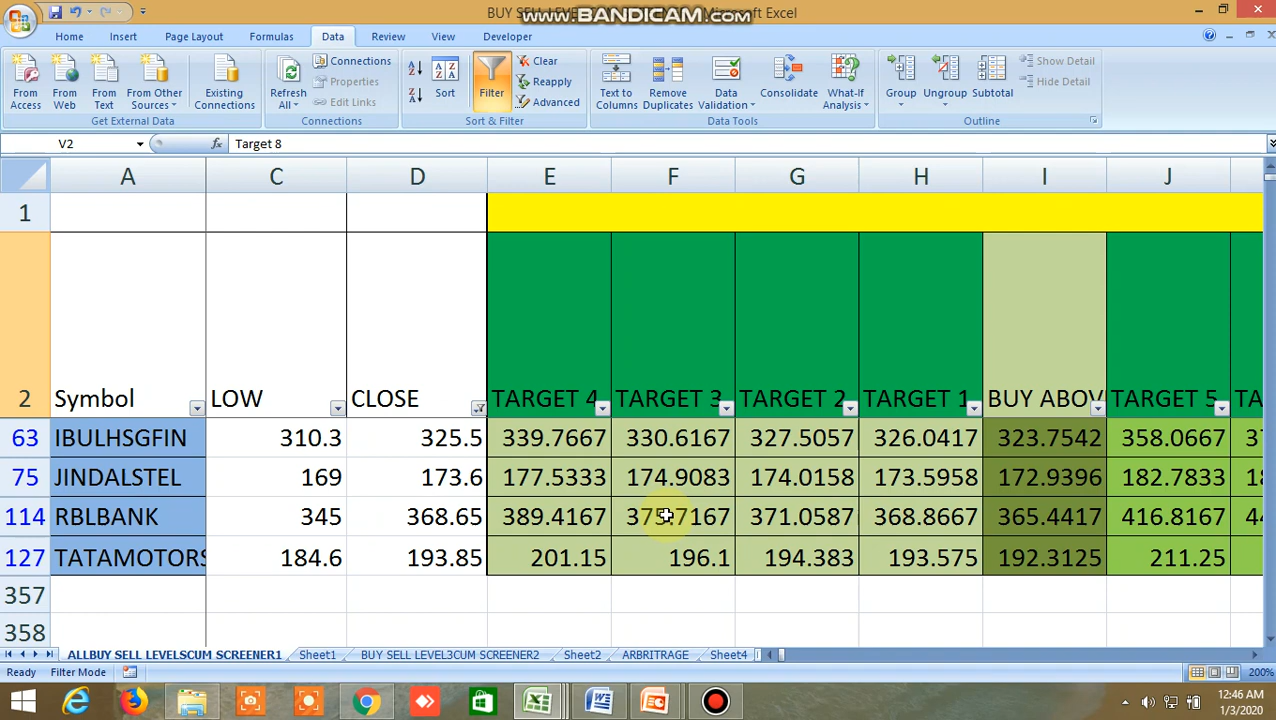 BUY SELL LEVEL
Microsoft Excel
www.BANDICAM.com
Home Insert Page Layout Formulas Data Review View Developer
From Access
From Web
From Text
From Other Sources
Existing Connections
Get External Data
Refresh All
Connections
Properties
Edit Links
Connections
Sort
Filter
Clear
Reapply
Advanced
Sort & Filter
Text to Columns
Remove Duplicates
Data Validation
Consolidate
What-If Analysis
Data Tools
Group
Ungroup
Subtotal
Show Detail
Hide Detail
Outline
V2 fx Target 8
A C D E F G H I J
1
2 Symbol LOW CLOSE TARGET 4 TARGET 3 TARGET 2 TARGET 1 BUY ABOV TARGET 5 TA
63 IBULHSGFIN 310.3 325.5 339.7667 330.6167 327.5057 326.0417 323.7542 358.0667 37
75 JINDALSTEL 169 173.6 177.5333 174.9083 174.0158 173.5958 172.9396 182.7833 18
114 RBLBANK 345 368.65 389.4167 375.7167 371.0587 368.8667 365.4417 416.8167 44
127 TATAMOTORS 184.6 193.85 201.15 196.1 194.383 193.575 192.3125 211.25
357
358
ALLBUY SELL LEVELSCUM SCREENER1 Sheet1 BUY SELL LEVEL3CUM SCREENER2 Sheet2 ARBRITRAGE Sheet4
Ready Filter Mode 200%
12:46 AM
1/3/2020